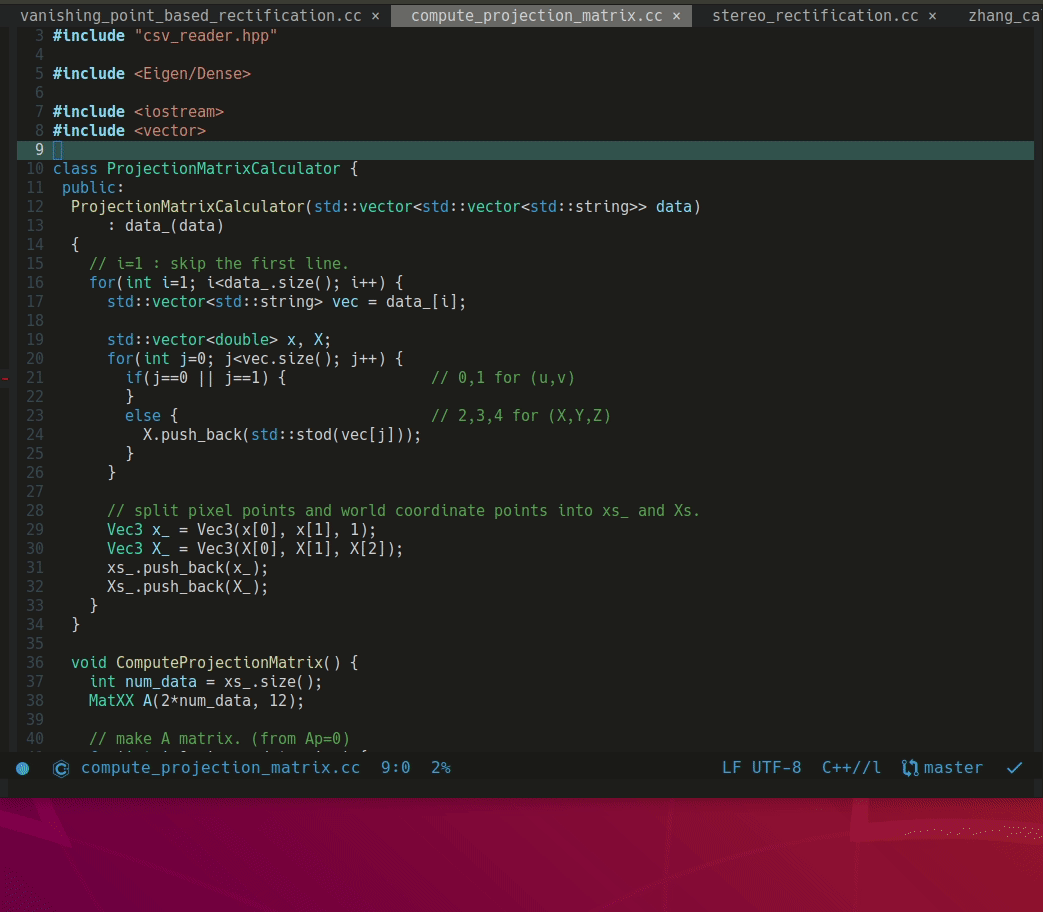 vanishing_point_based_rectification.cc × compute_projection_matrix.cc × stereo_rectification.cc × zhang_ca
3 #include "csv_reader.hpp"
4
5 #include <Eigen/Dense>
6
7 #include <iostream>
8 #include <vector>
9
10 class ProjectionMatrixCalculator {
11 public:
12 ProjectionMatrixCalculator(std::vector<std::vector<std::string>> data)
13 : data_(data)
14 {
15 // i=1 : skip the first line.
16 for(int i=1; i<data_.size(); i++) {
17 std::vector<std::string> vec = data_[i];
18
19 std::vector<double> x, X;
20 for(int j=0; j<vec.size(); j++) {
21 if(j==0 || j==1) { // 0,1 for (u,v)
22 }
23 else { // 2,3,4 for (X,Y,Z)
24 X.push_back(std::stod(vec[j]));
25 }
26 }
27
28 // split pixel points and world coordinate points into xs_ and Xs.
29 Vec3 x_ = Vec3(x[0], x[1], 1);
30 Vec3 X_ = Vec3(X[0], X[1], X[2]);
31 xs_.push_back(x_);
32 Xs_.push_back(X_);
33 }
34 }
35
36 void ComputeProjectionMatrix() {
37 int num_data = xs_.size();
38 MatXX A(2*num_data, 12);
39
40 // make A matrix. (from Ap=0)
compute_projection_matrix.cc 9:0 2% LF UTF-8 C++//l master